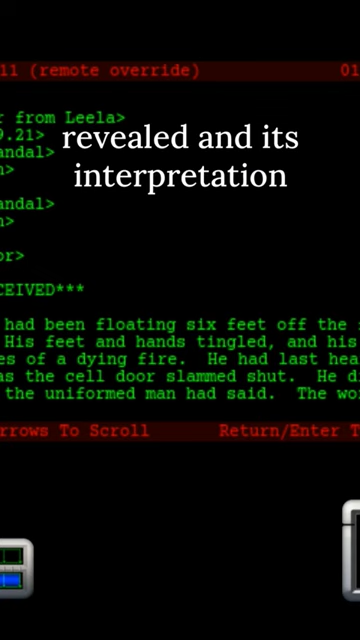 11 (remote override) 01
r from Leela>
9.21>
andal>
n>
revealed and its
interpretation
andal>
n>
or>
CEIVED***
had been floating six feet off the s
His feet and hands tingled, and his
es of a dying fire. He had last hea
as the cell door slammed shut. He di
the uniformed man had said. The wo
rrows To Scroll Return/Enter T